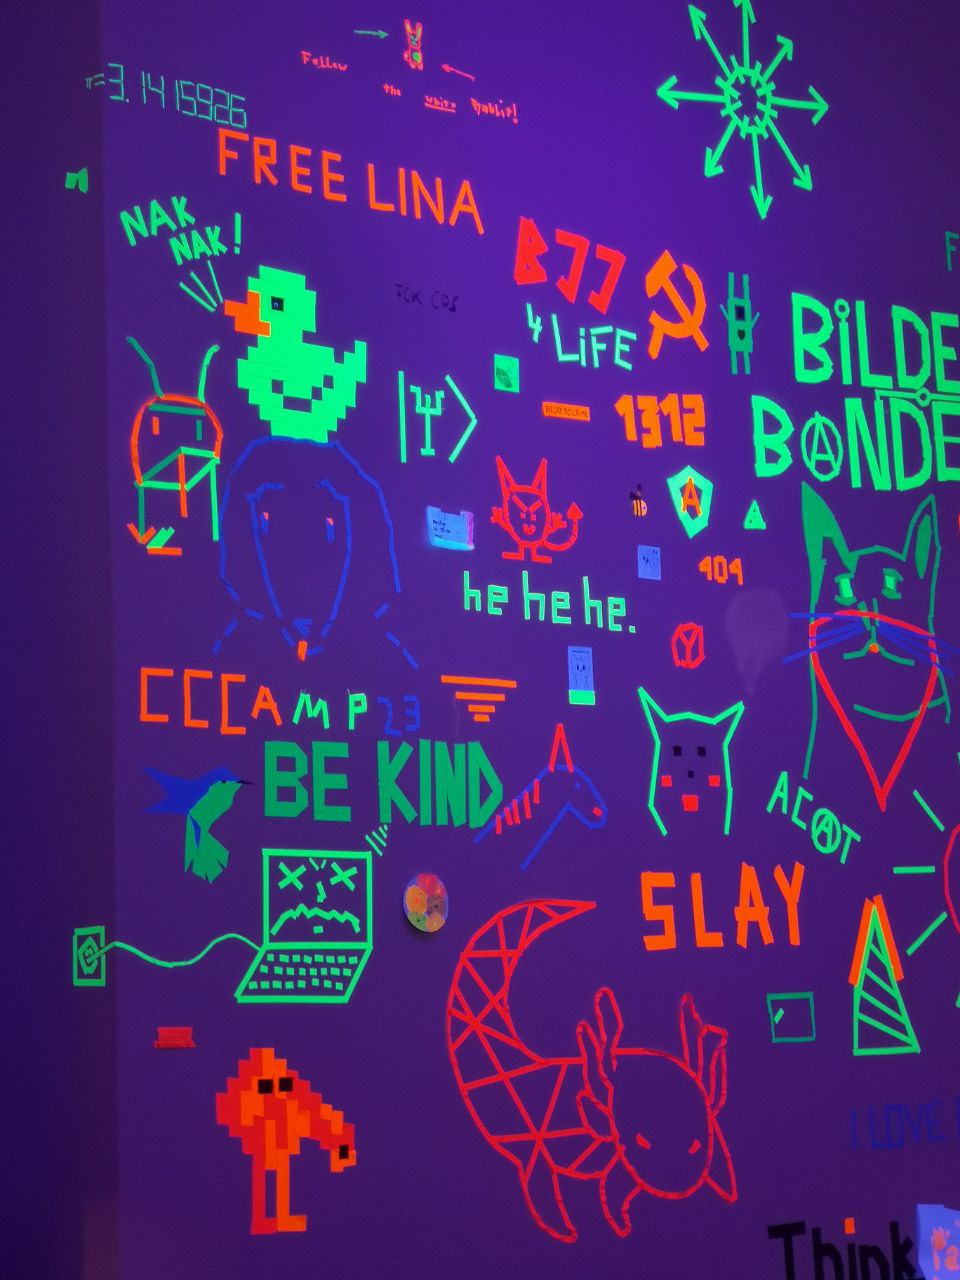 Follow
the white Rabbit!
π=3.1415926
FREE LINA
NAK
NAK!
BJJ
4 LiFE
FCK CPS
|Ψ⟩
1312
BiLDE
BANDE
A
404
he he he.
Y
CCCAMP23
BE KIND
ACAT
SLAY
I LOVE
Think